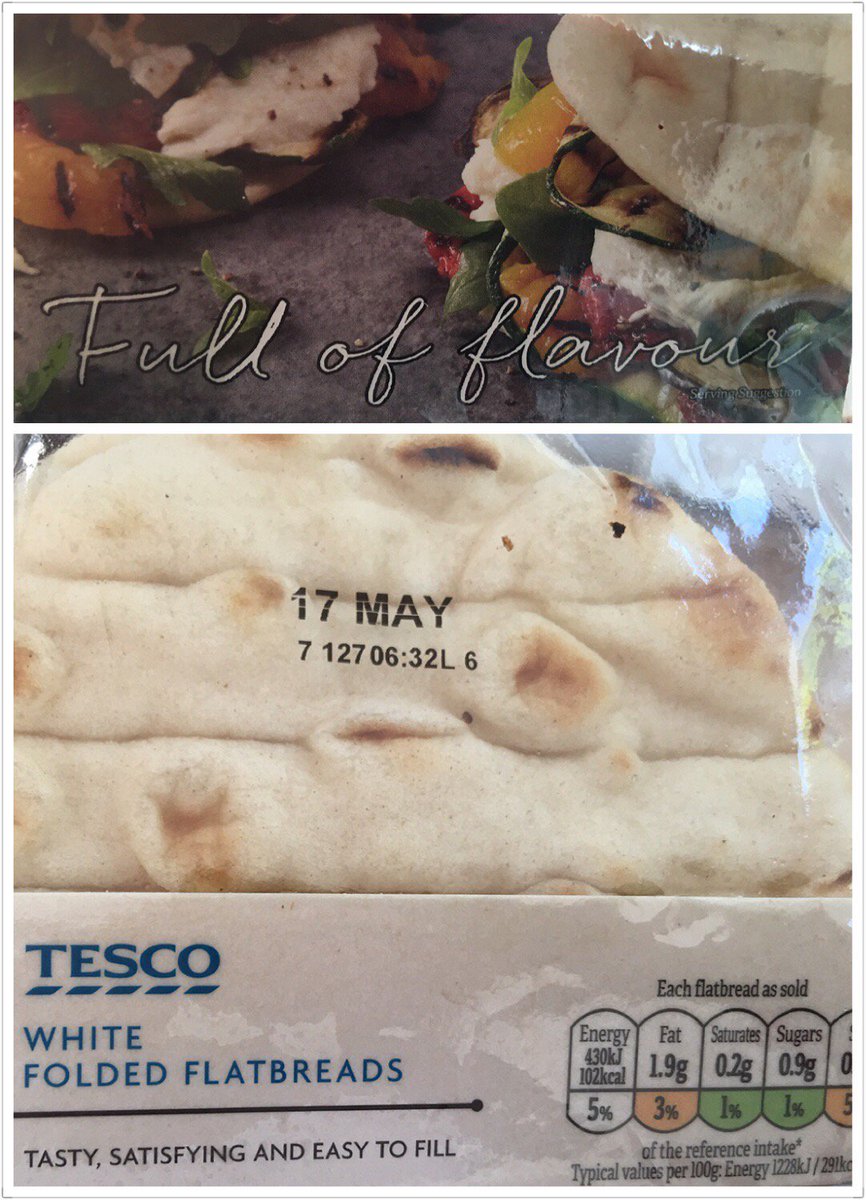 Full of flavour
Serving Suggestion
17 MAY
7 127 06:32L 6
TESCO
WHITE
FOLDED FLATBREADS
TASTY, SATISFYING AND EASY TO FILL
Each flatbread as sold
Energy Fat Saturates Sugars
430kJ
102kcal 1.9g 0.2g 0.9g
5% 3% 1% 1%
of the reference intake*
Typical values per 100g: Energy 1228kJ / 291kc